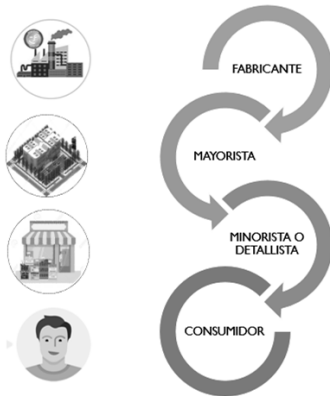 FABRICANTE
MAYORISTA
MINORISTA O
DETALLISTA
CONSUMIDOR